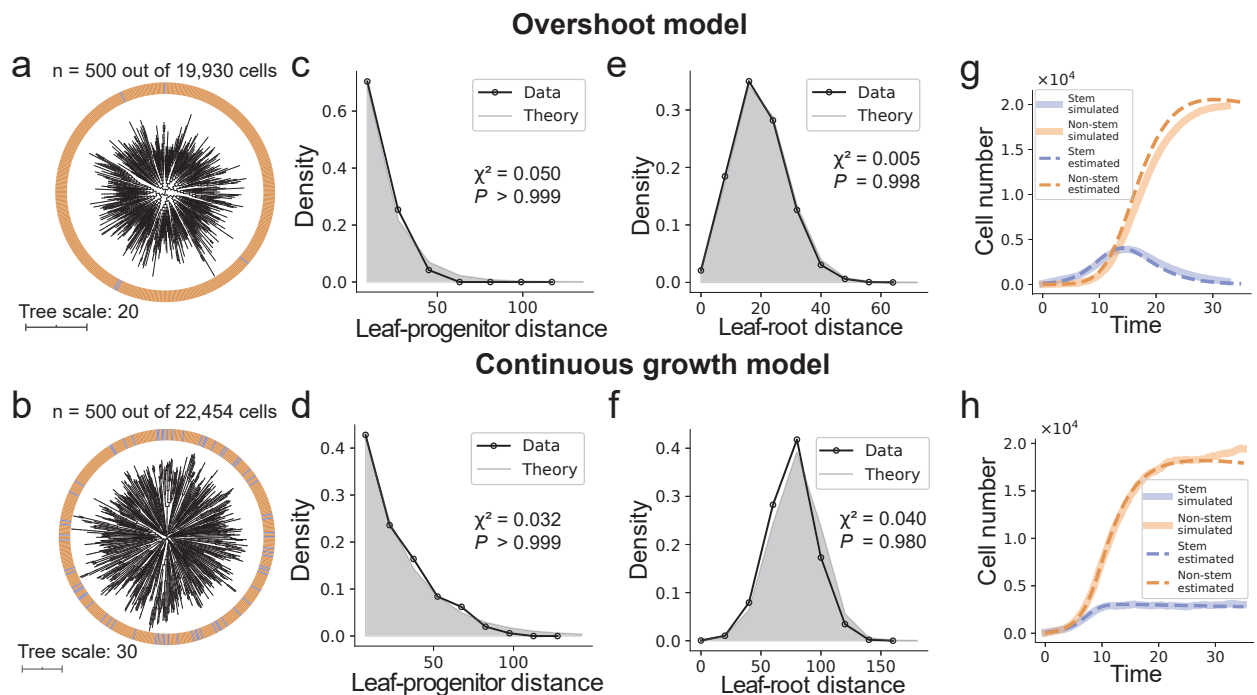 Overshoot model
a
n = 500 out of 19,930 cells
Tree scale: 20
c
Density
0.6
0.4
0.2
0.0
Data
Theory
χ² = 0.050
P > 0.999
50
100
Leaf-progenitor distance
e
Density
0.3
0.2
0.1
0.0
Data
Theory
χ² = 0.005
P = 0.998
0
20
40
60
Leaf-root distance
g
×10⁴
Cell number
2.0
1.5
1.0
0.5
0.0
Stem
simulated
Non-stem
simulated
Stem
estimated
Non-stem
estimated
0
10
20
30
Time
Continuous growth model
b
n = 500 out of 22,454 cells
Tree scale: 30
d
Density
0.4
0.3
0.2
0.1
0.0
Data
Theory
χ² = 0.032
P > 0.999
50
100
Leaf-progenitor distance
f
Density
0.4
0.3
0.2
0.1
0.0
Data
Theory
χ² = 0.040
P = 0.980
0
50
100
150
Leaf-root distance
h
×10⁴
Cell number
2.0
1.5
1.0
0.5
0.0
Stem
simulated
Non-stem
simulated
Stem
estimated
Non-stem
estimated
0
10
20
30
Time